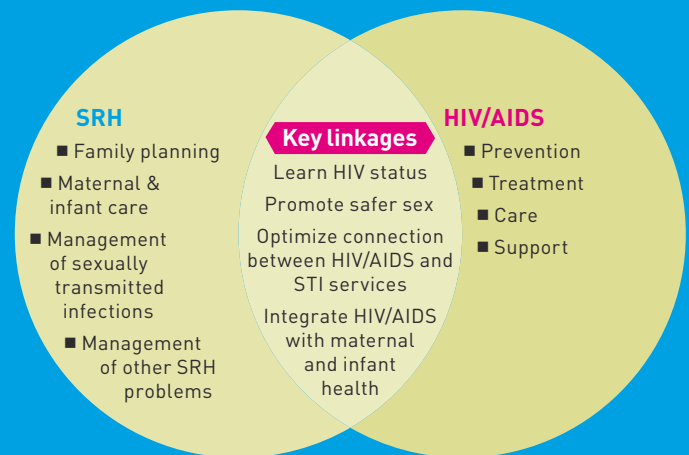 SRH
■ Family planning
■ Maternal &
infant care
■ Management
of sexually
transmitted
infections
■ Management
of other SRH
problems
Key linkages
Learn HIV status
Promote safer sex
Optimize connection
between HIV/AIDS and
STI services
Integrate HIV/AIDS
with maternal
and infant
health
HIV/AIDS
■ Prevention
■ Treatment
■ Care
■ Support